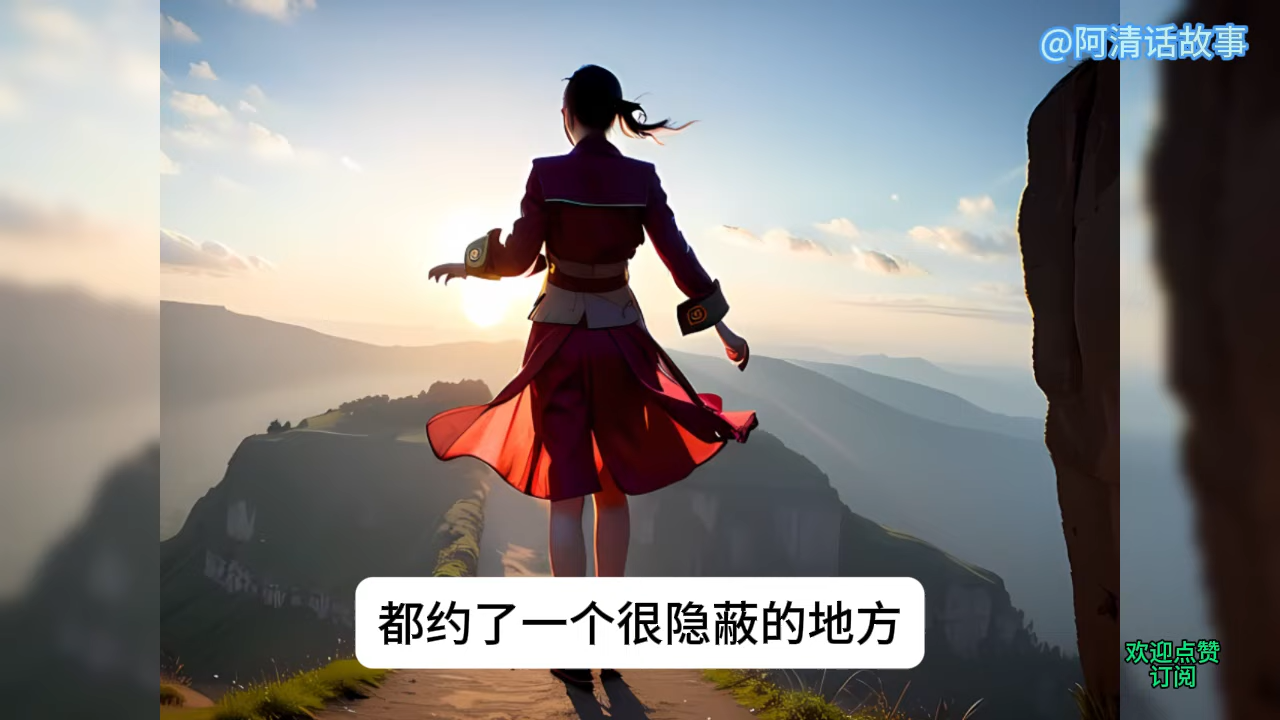 @阿清话故事
都约了一个很隐蔽的地方
欢迎点赞
订阅